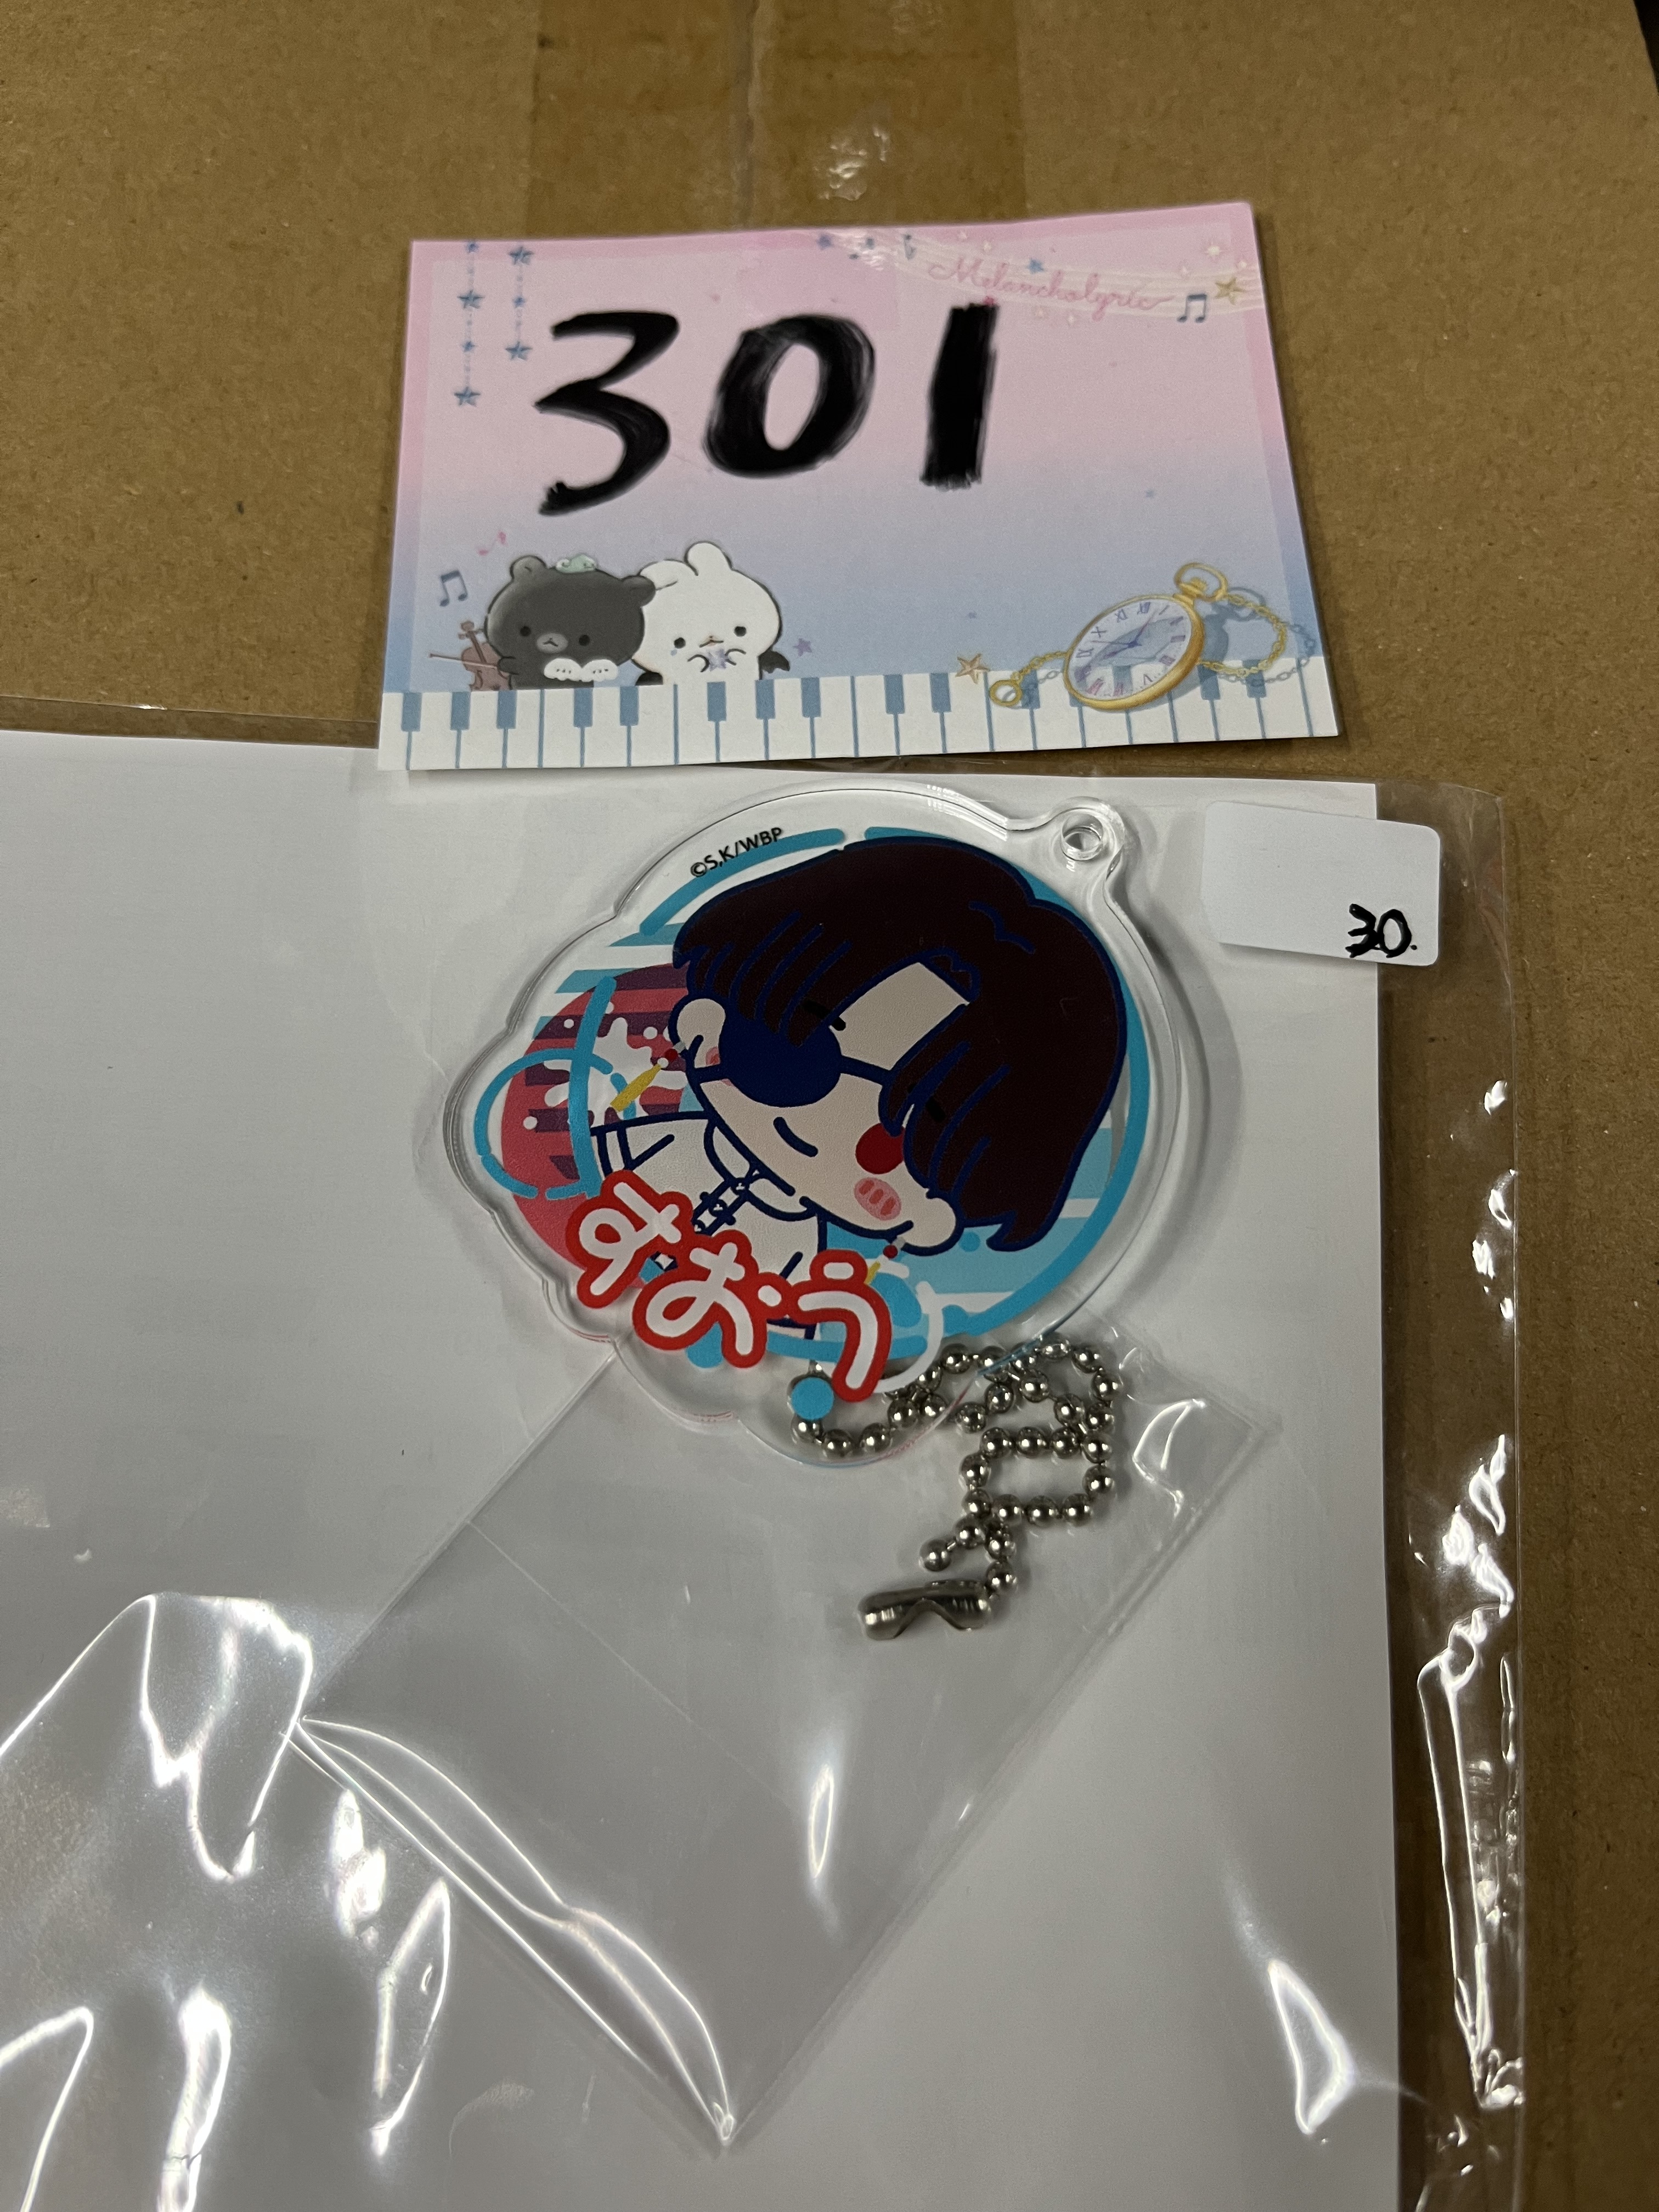 Melancholyric
301
©S.K/WBP
30.
すおう